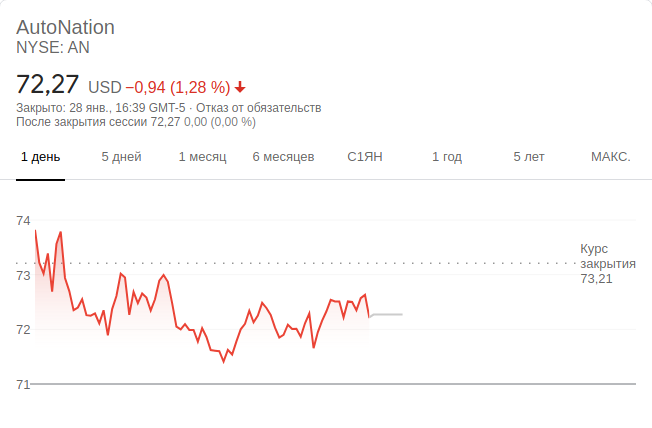 AutoNation
NYSE: AN
72,27 USD −0,94 (1,28 %)
Закрыто: 28 янв., 16:39 GMT-5 · Отказ от обязательств
После закрытия сессии 72,27 0,00 (0,00 %)
1 день 5 дней 1 месяц 6 месяцев С1ЯН 1 год 5 лет МАКС.
74
73
72
71
Курс
закрытия
73,21